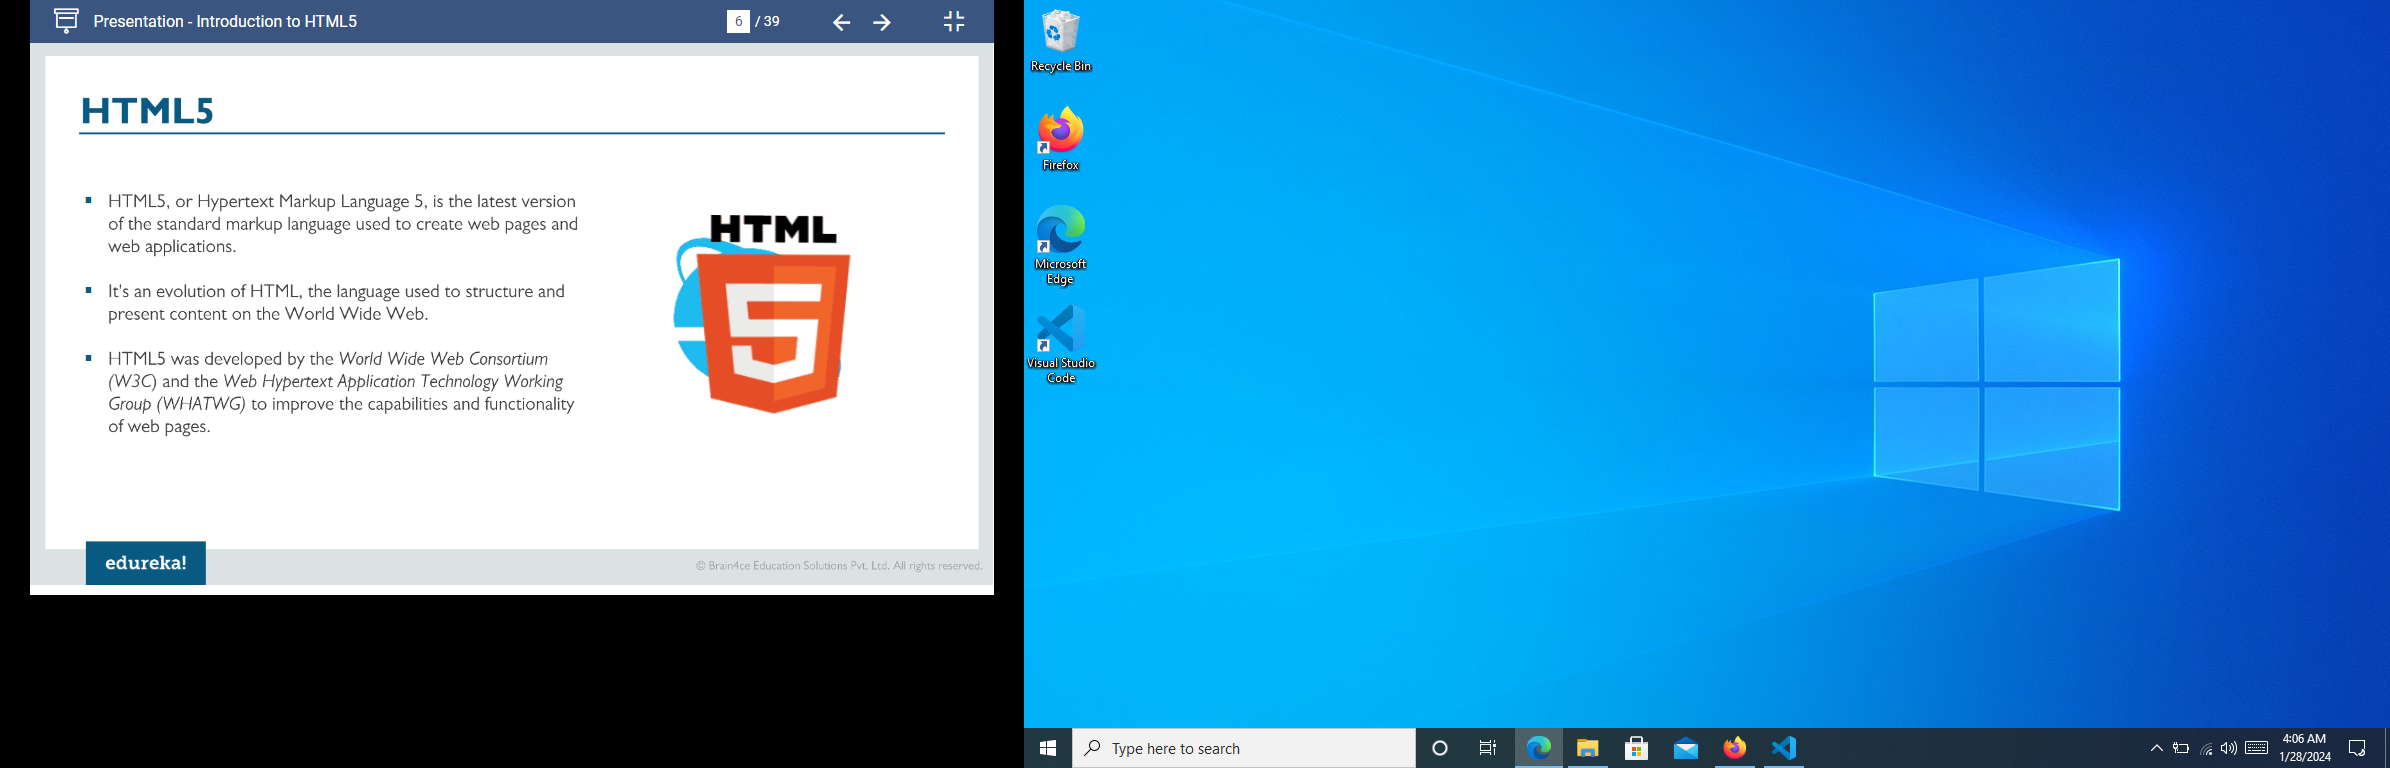 Presentation - Introduction to HTML5
6 / 39
HTML5
HTML5, or Hypertext Markup Language 5, is the latest version
of the standard markup language used to create web pages and
web applications.
It's an evolution of HTML, the language used to structure and
present content on the World Wide Web.
HTML5 was developed by the World Wide Web Consortium
(W3C) and the Web Hypertext Application Technology Working
Group (WHATWG) to improve the capabilities and functionality
of web pages.
HTML
5
edureka!
© Brain4ce Education Solutions Pvt. Ltd. All rights reserved.
Recycle Bin
Firefox
Microsoft
Edge
Visual Studio
Code
Type here to search
4:06 AM
1/28/2024